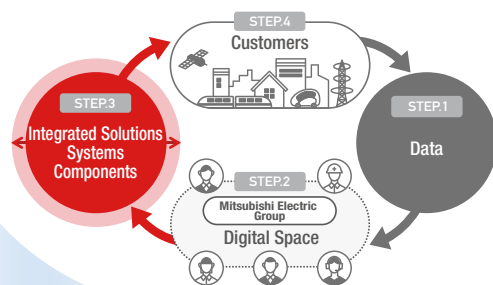 STEP.4
Customers
STEP.3
Integrated Solutions
Systems
Components
STEP.1
Data
STEP.2
Mitsubishi Electric
Group
Digital Space